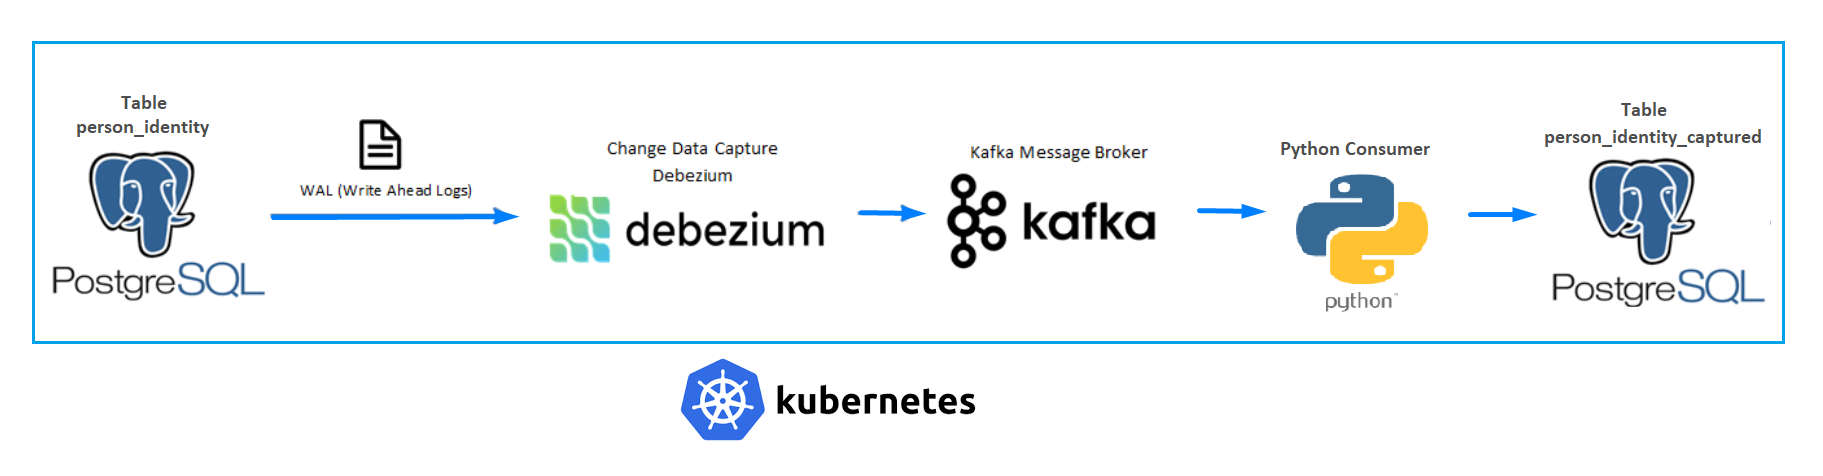 Table
person_identity
PostgreSQL
WAL (Write Ahead Logs)
Change Data Capture
Debezium
debezium
Kafka Message Broker
kafka
Python Consumer
python™
Table
person_identity_captured
PostgreSQL
kubernetes